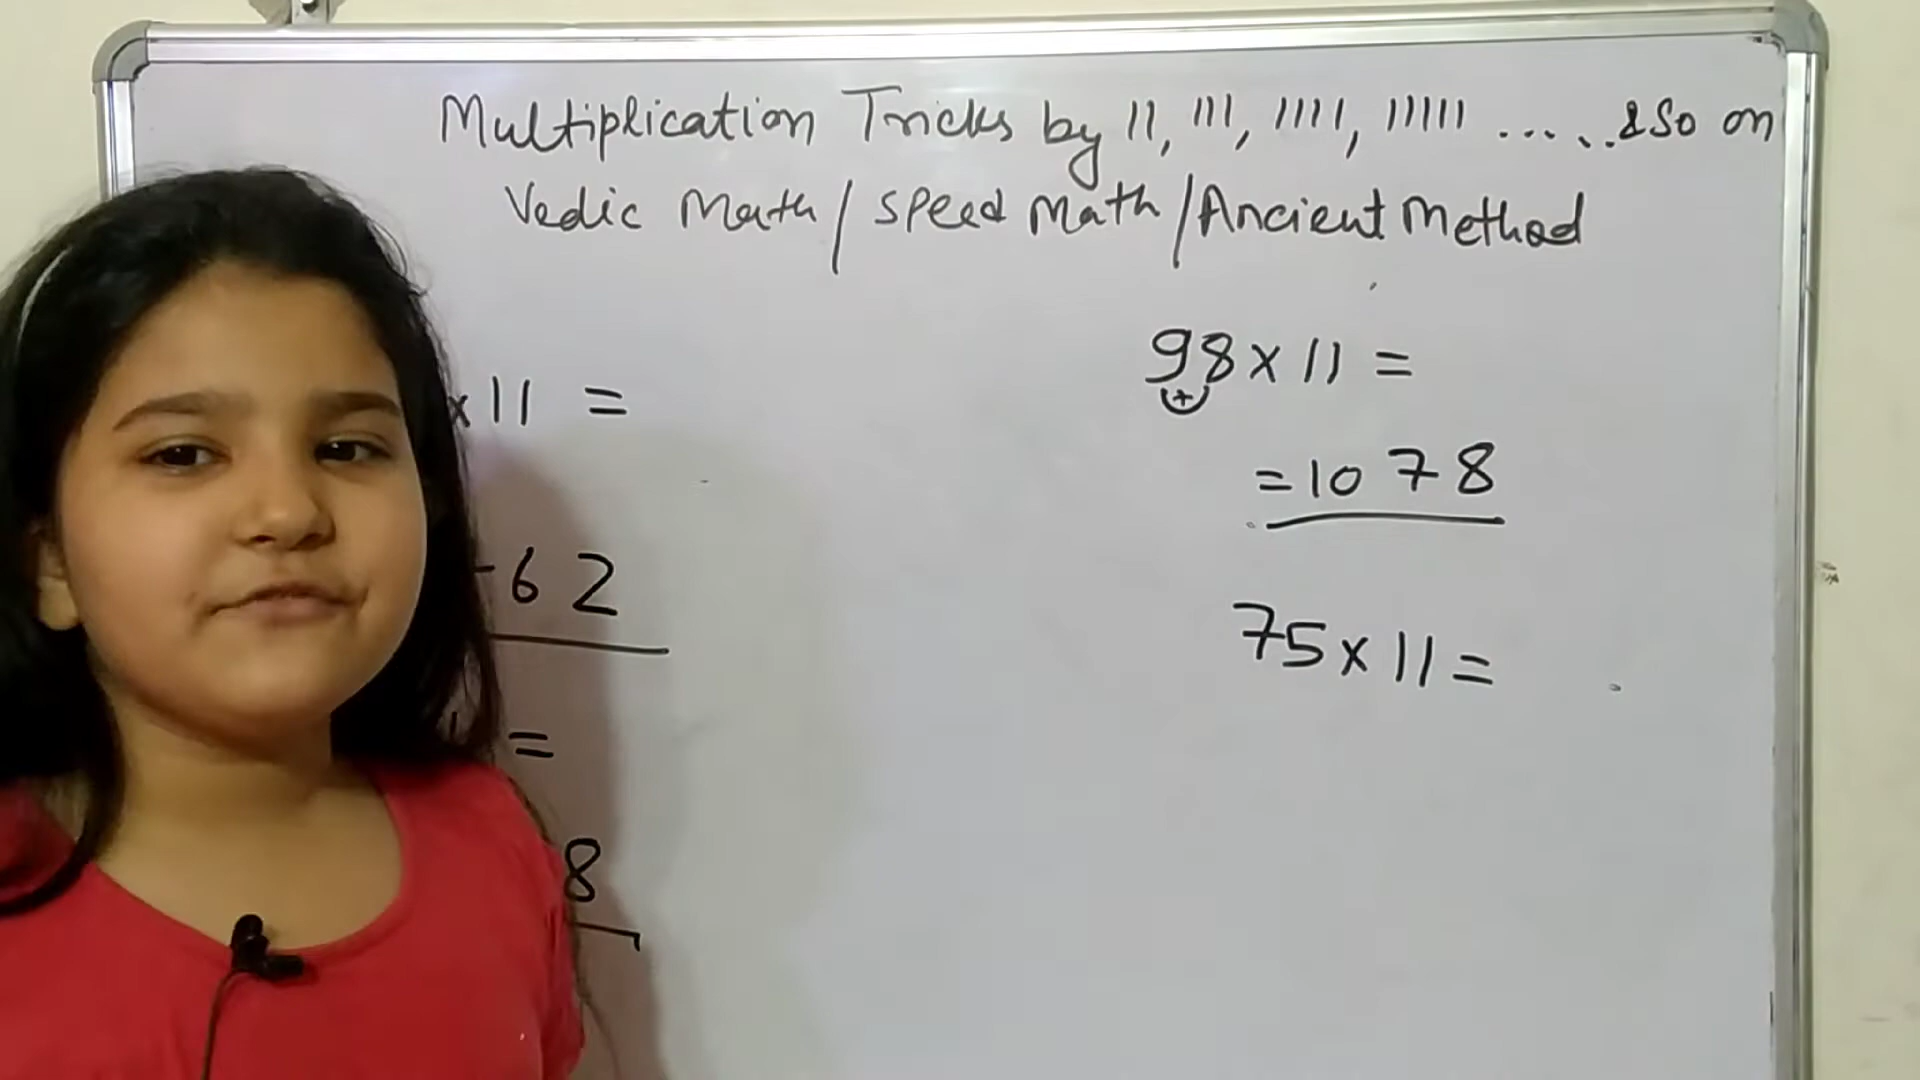 Multiplication Tricks by 11, 111, 1111, 11111 ..... & So on
Vedic Math / Speed Math / Ancient Method
x 11 =
62
=
8
98 x 11 =
+
= 1078
75 x 11 =